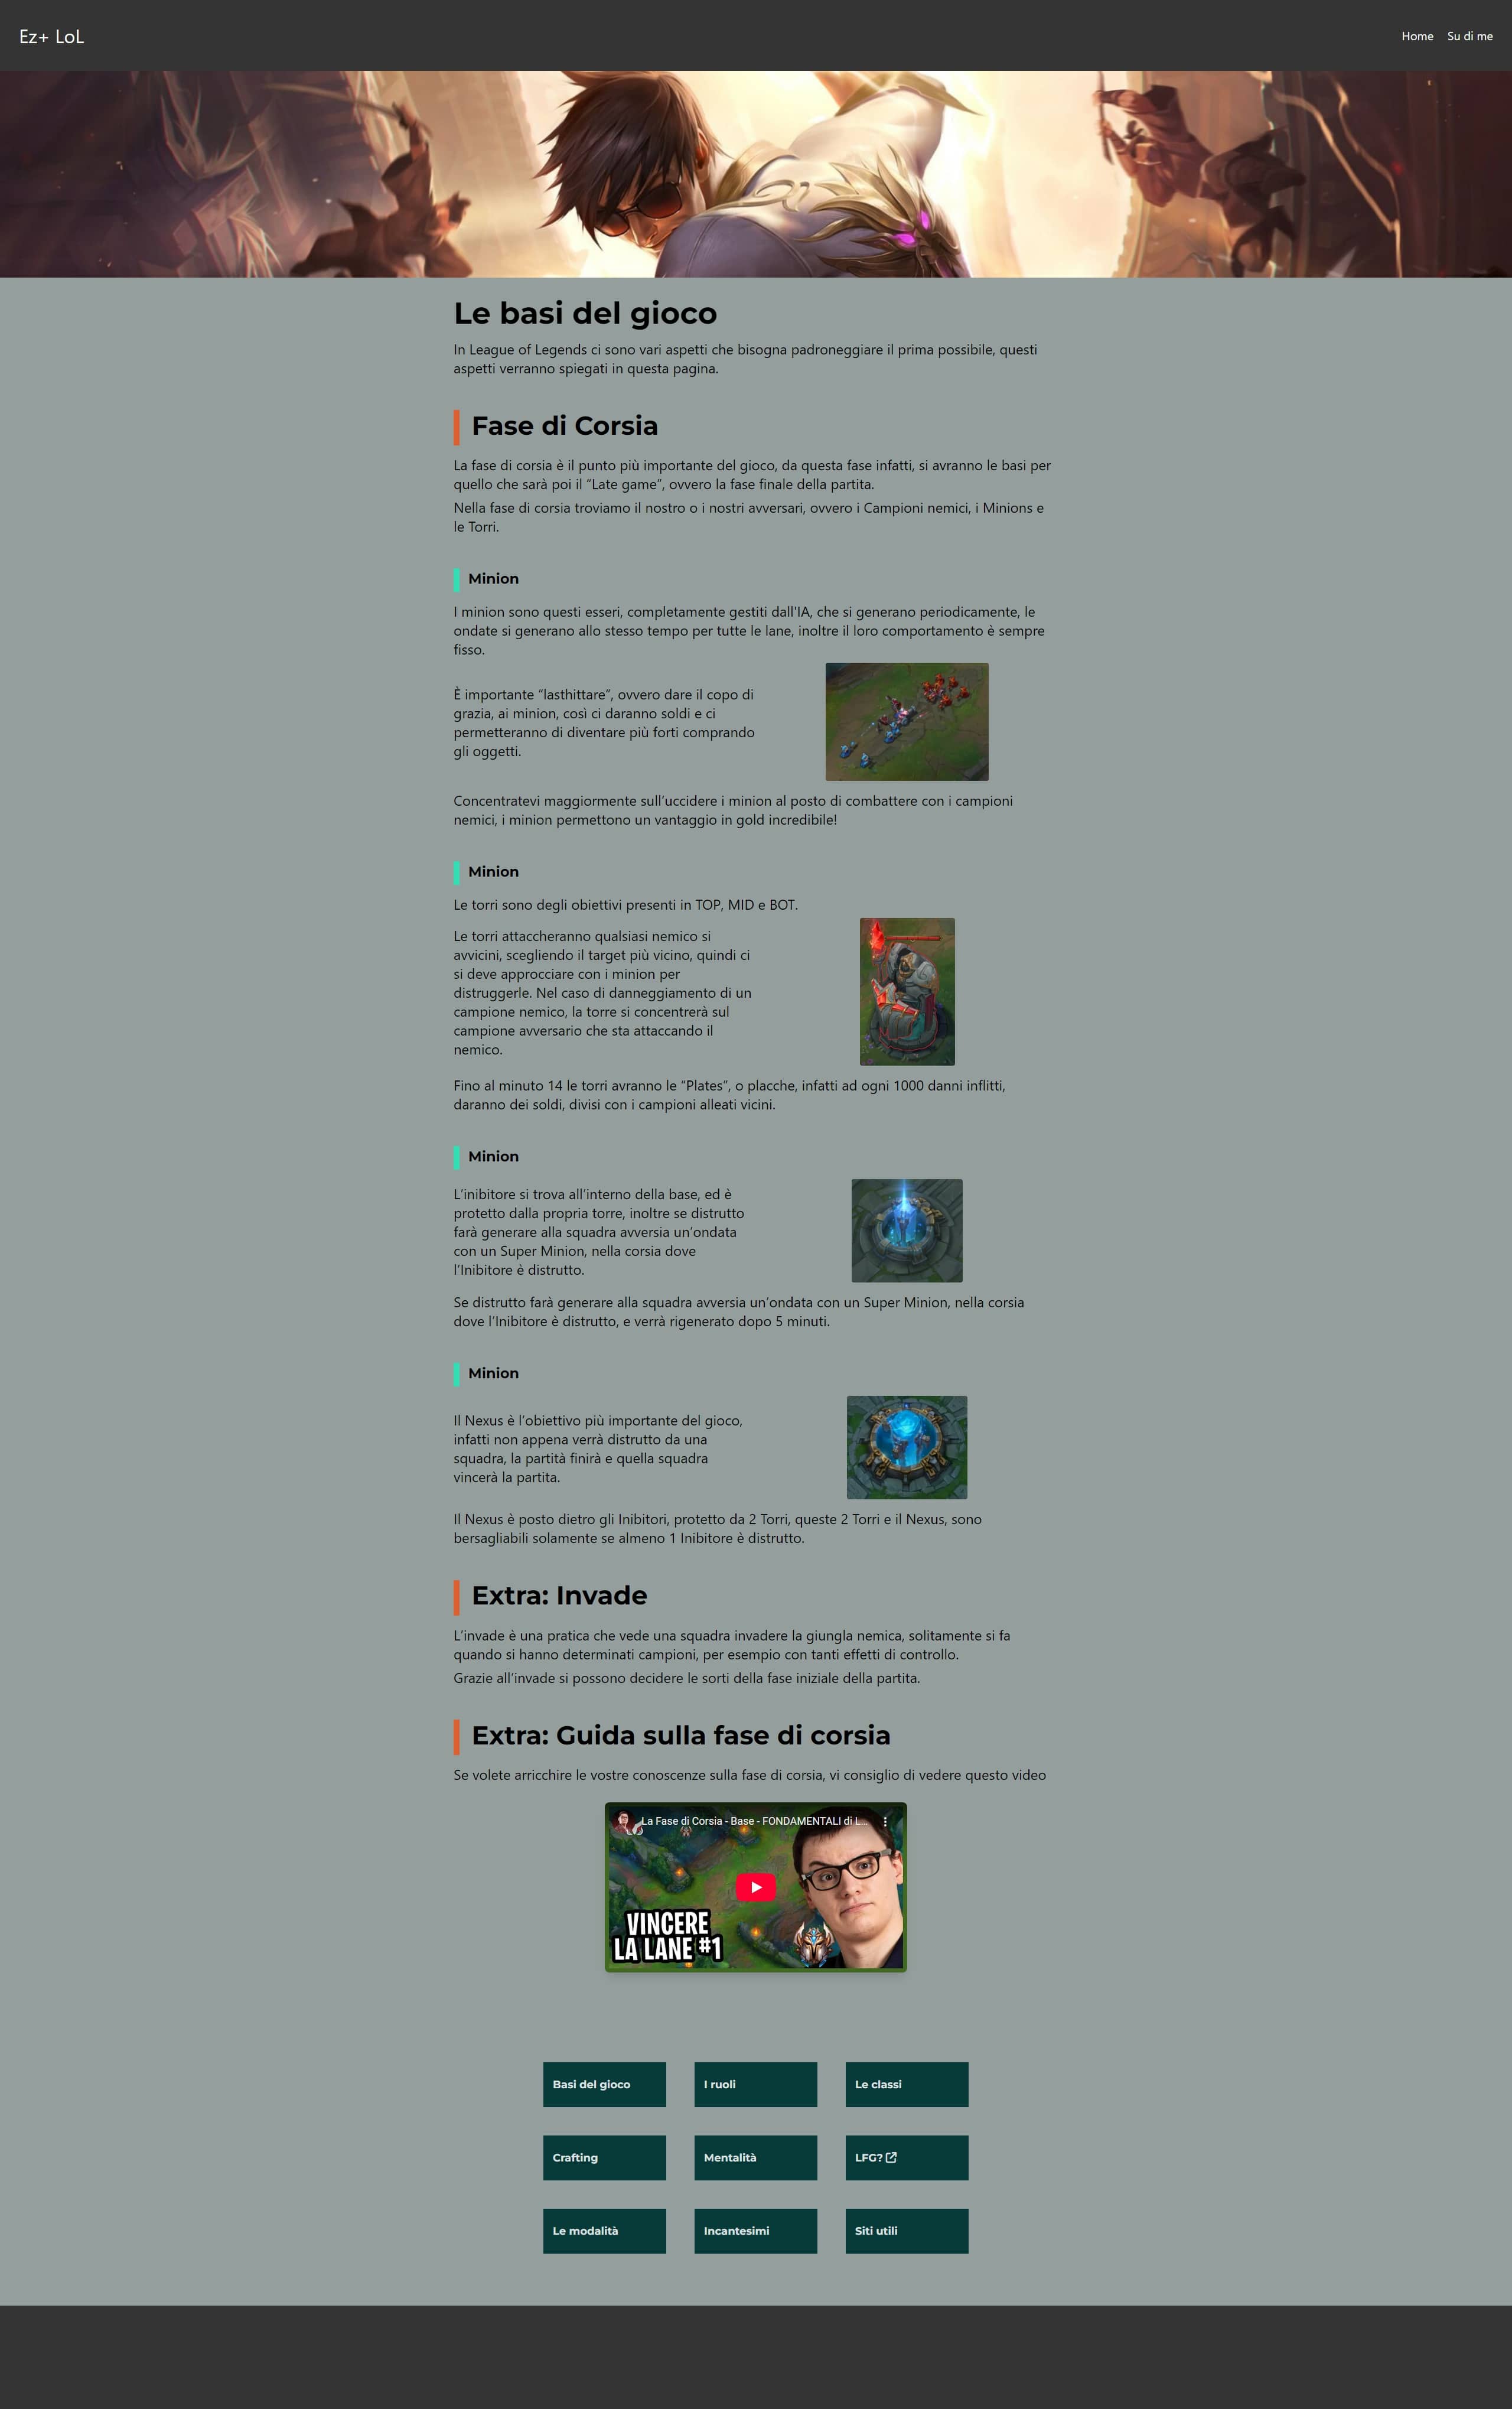 Ez+ LoL
Home
Su di me
Le basi del gioco
In League of Legends ci sono vari aspetti che bisogna padroneggiare il prima possibile, questi
aspetti verranno spiegati in questa pagina.
Fase di Corsia
La fase di corsia è il punto più importante del gioco, da questa fase infatti, si avranno le basi per
quello che sarà poi il “Late game”, ovvero la fase finale della partita.
Nella fase di corsia troviamo il nostro o i nostri avversari, ovvero i Campioni nemici, i Minions e
le Torri.
Minion
I minion sono questi esseri, completamente gestiti dall'IA, che si generano periodicamente, le
ondate si generano allo stesso tempo per tutte le lane, inoltre il loro comportamento è sempre
fisso.
È importante “lasthittare”, ovvero dare il copo di
grazia, ai minion, così ci daranno soldi e ci
permetteranno di diventare più forti comprando
gli oggetti.
Concentratevi maggiormente sull’uccidere i minion al posto di combattere con i campioni
nemici, i minion permettono un vantaggio in gold incredibile!
Minion
Le torri sono degli obiettivi presenti in TOP, MID e BOT.
Le torri attaccheranno qualsiasi nemico si
avvicini, scegliendo il target più vicino, quindi ci
si deve approcciare con i minion per
distruggerle. Nel caso di danneggiamento di un
campione nemico, la torre si concentrerà sul
campione avversario che sta attaccando il
nemico.
Fino al minuto 14 le torri avranno le “Plates”, o placche, infatti ad ogni 1000 danni inflitti,
daranno dei soldi, divisi con i campioni alleati vicini.
Minion
L’inibitore si trova all’interno della base, ed è
protetto dalla propria torre, inoltre se distrutto
farà generare alla squadra avversia un’ondata
con un Super Minion, nella corsia dove
l’Inibitore è distrutto.
Se distrutto farà generare alla squadra avversia un’ondata con un Super Minion, nella corsia
dove l’Inibitore è distrutto, e verrà rigenerato dopo 5 minuti.
Minion
Il Nexus è l’obiettivo più importante del gioco,
infatti non appena verrà distrutto da una
squadra, la partità finirà e quella squadra
vincerà la partita.
Il Nexus è posto dietro gli Inibitori, protetto da 2 Torri, queste 2 Torri e il Nexus, sono
bersagliabili solamente se almeno 1 Inibitore è distrutto.
Extra: Invade
L’invade è una pratica che vede una squadra invadere la giungla nemica, solitamente si fa
quando si hanno determinati campioni, per esempio con tanti effetti di controllo.
Grazie all’invade si possono decidere le sorti della fase iniziale della partita.
Extra: Guida sulla fase di corsia
Se volete arricchire le vostre conoscenze sulla fase di corsia, vi consiglio di vedere questo video
La Fase di Corsia - Base - FONDAMENTALI di L...
VINCERE
LA LANE #1
Basi del gioco
I ruoli
Le classi
Crafting
Mentalità
LFG?
Le modalità
Incantesimi
Siti utili